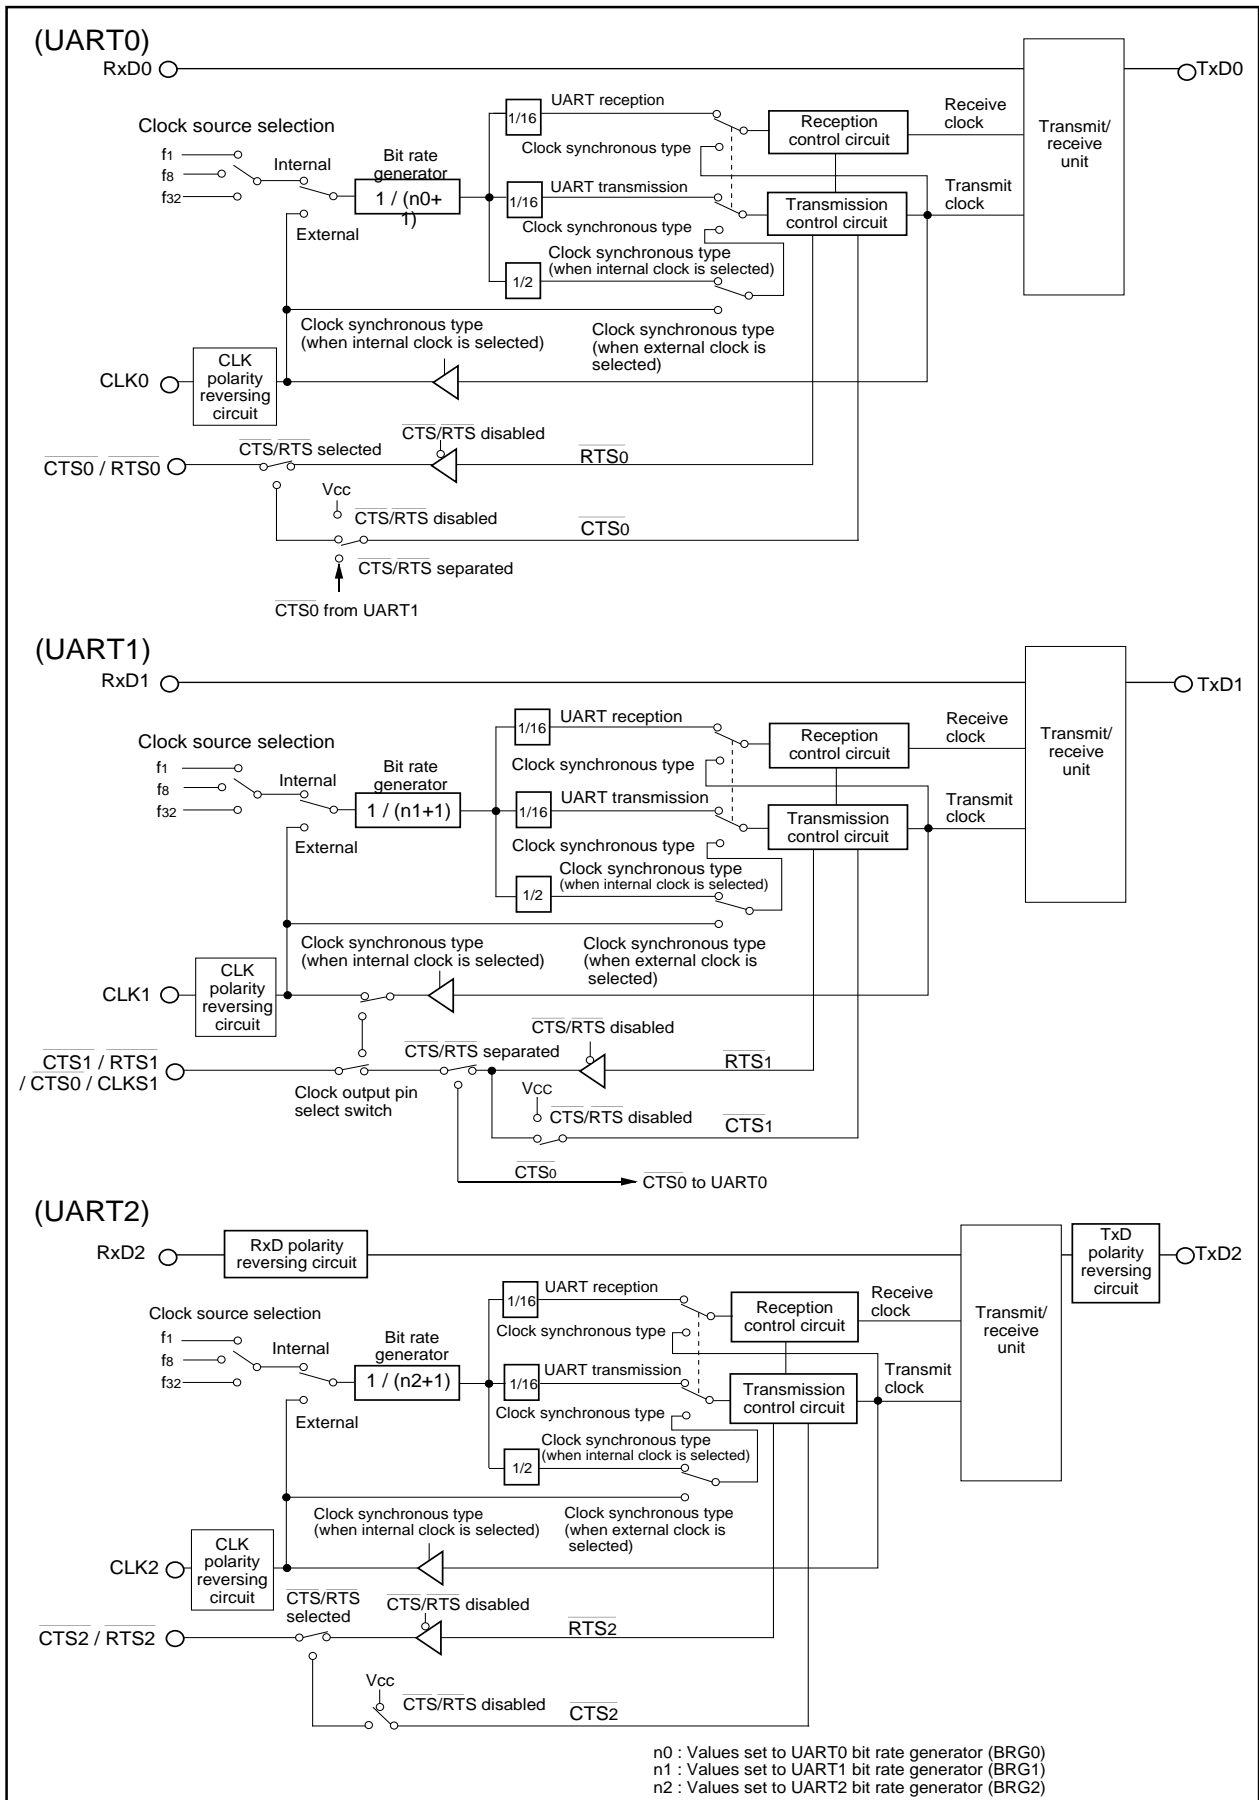 (UART0)
RxD0
TxD0
Clock source selection
f1
f8
f32
Internal
External
Bit rate
generator
1 / (n0+
1)
1/16
UART reception
Clock synchronous type
1/16
UART transmission
Clock synchronous type
Clock synchronous type
(when internal clock is selected)
1/2
Reception
control circuit
Transmission
control circuit
Receive
clock
Transmit
clock
Transmit/
receive
unit
Clock synchronous type
(when internal clock is selected)
Clock synchronous type
(when external clock is
selected)
CLK0
CLK
polarity
reversing
circuit
CTS/RTS disabled
CTS/RTS selected
CTS0 / RTS0
RTS0
Vcc
CTS/RTS disabled
CTS0
CTS/RTS separated
CTS0 from UART1
(UART1)
RxD1
TxD1
Clock source selection
f1
f8
f32
Internal
External
Bit rate
generator
1 / (n1+1)
1/16
UART reception
Clock synchronous type
1/16
UART transmission
Clock synchronous type
Clock synchronous type
(when internal clock is selected)
1/2
Reception
control circuit
Transmission
control circuit
Receive
clock
Transmit
clock
Transmit/
receive
unit
Clock synchronous type
(when internal clock is selected)
Clock synchronous type
(when external clock is
selected)
CLK1
CLK
polarity
reversing
circuit
CTS/RTS disabled
CTS1 / RTS1
/ CTS0 / CLKS1
CTS/RTS separated
RTS1
Clock output pin
select switch
VCC
CTS/RTS disabled
CTS1
CTS0
CTS0 to UART0
(UART2)
RxD2
RxD polarity
reversing circuit
TxD
polarity
reversing
circuit
TxD2
Clock source selection
f1
f8
f32
Internal
External
Bit rate
generator
1 / (n2+1)
1/16
UART reception
Clock synchronous type
1/16
UART transmission
Clock synchronous type
Clock synchronous type
(when internal clock is selected)
1/2
Reception
control circuit
Transmission
control circuit
Receive
clock
Transmit
clock
Transmit/
receive
unit
Clock synchronous type
(when internal clock is selected)
Clock synchronous type
(when external clock is
selected)
CLK2
CLK
polarity
reversing
circuit
CTS/RTS
selected
CTS/RTS disabled
CTS2 / RTS2
RTS2
Vcc
CTS/RTS disabled
CTS2
n0 : Values set to UART0 bit rate generator (BRG0)
n1 : Values set to UART1 bit rate generator (BRG1)
n2 : Values set to UART2 bit rate generator (BRG2)